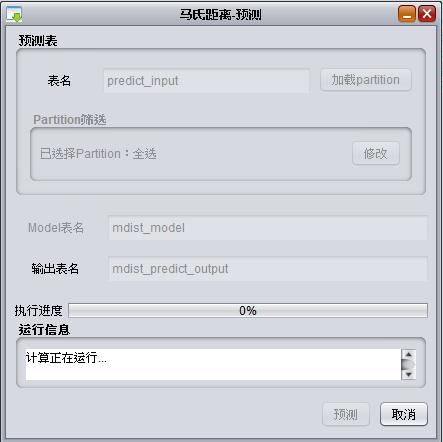 马氏距离-预测
预测表
表名 predict_input 加载partition
Partition筛选
已选择Partition：全选 修改
Model表名 mdist_model
输出表名 mdist_predict_output
执行进度 0%
运行信息
计算正在运行...
预测 取消